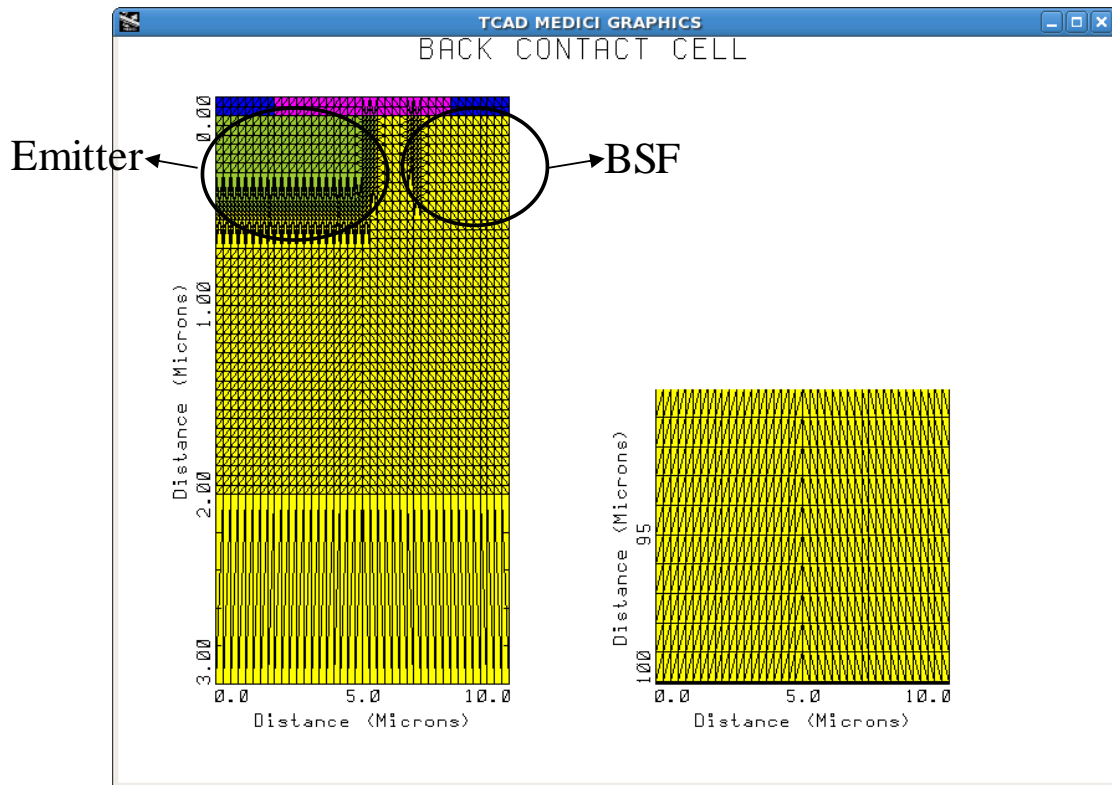 TCAD MEDICI GRAPHICS
BACK CONTACT CELL
Emitter
BSF
0.00
1.00
2.00
3.00
Distance (Microns)
0.0 5.0 10.0
Distance (Microns)
95
100
Distance (Microns)
0.0 5.0 10.0
Distance (Microns)